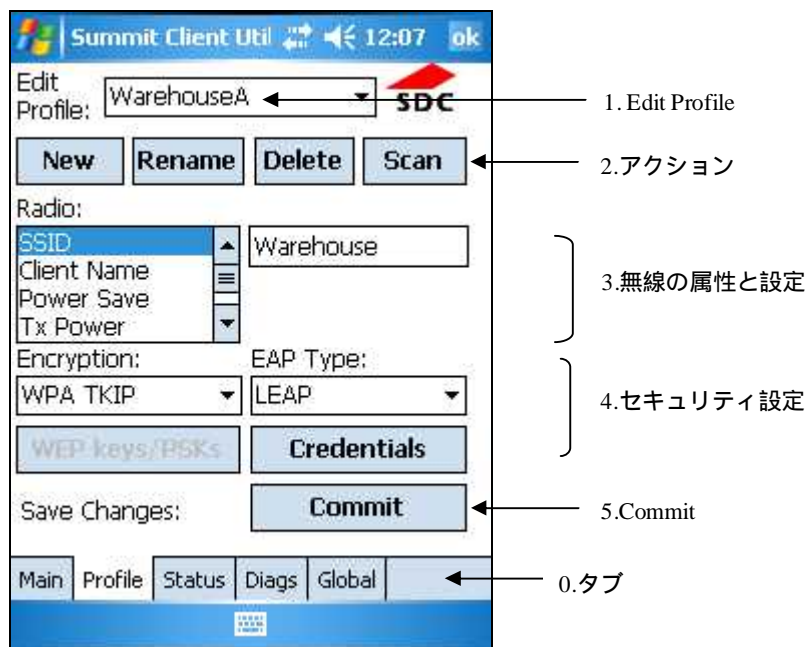 Summit Client Util 12:07 ok
Edit Profile: WarehouseA SDC
1. Edit Profile
New Rename Delete Scan
2.アクション
Radio:
SSID Warehouse
Client Name
Power Save
Tx Power
3.無線の属性と設定
Encryption: EAP Type:
WPA TKIP LEAP
WEP keys/PSKs Credentials
4.セキュリティ設定
Save Changes: Commit
5.Commit
Main Profile Status Diags Global
0.タブ